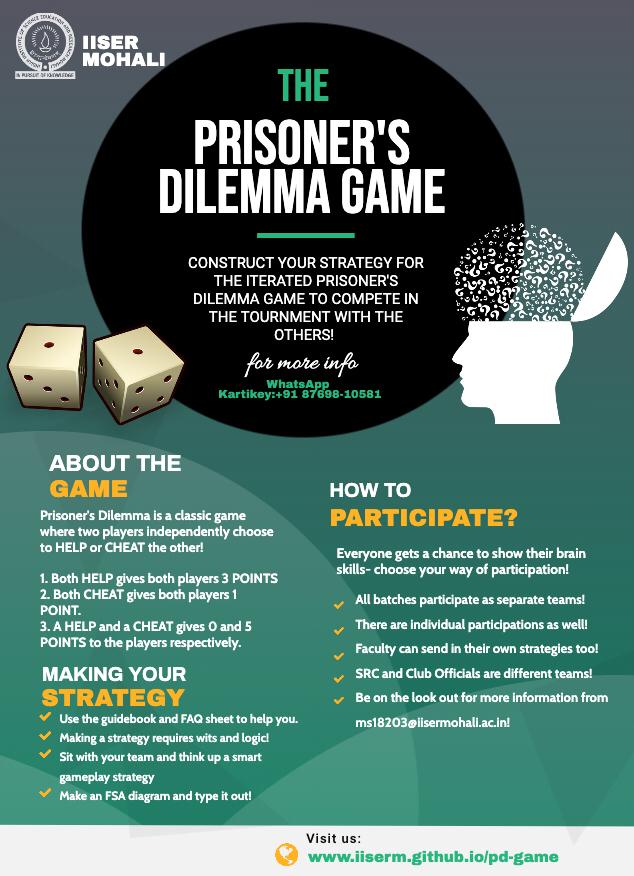 IISER
MOHALI
IN PURSUIT OF KNOWLEDGE
THE
PRISONER'S
DILEMMA GAME
CONSTRUCT YOUR STRATEGY FOR
THE ITERATED PRISONER'S
DILEMMA GAME TO COMPETE IN
THE TOURNMENT WITH THE
OTHERS!
for more info
WhatsApp
Kartikey:+91 87698-10581
ABOUT THE
GAME
Prisoner's Dilemma is a classic game
where two players independently choose
to HELP or CHEAT the other!
1. Both HELP gives both players 3 POINTS
2. Both CHEAT gives both players 1
POINT.
3. A HELP and a CHEAT gives 0 and 5
POINTS to the players respectively.
MAKING YOUR
STRATEGY
Use the guidebook and FAQ sheet to help you.
Making a strategy requires wits and logic!
Sit with your team and think up a smart
gameplay strategy
Make an FSA diagram and type it out!
HOW TO
PARTICIPATE?
Everyone gets a chance to show their brain
skills- choose your way of participation!
All batches participate as separate teams!
There are individual participations as well!
Faculty can send in their own strategies too!
SRC and Club Officials are different teams!
Be on the look out for more information from
ms18203@iisermohali.ac.in!
Visit us:
www.iiserm.github.io/pd-game